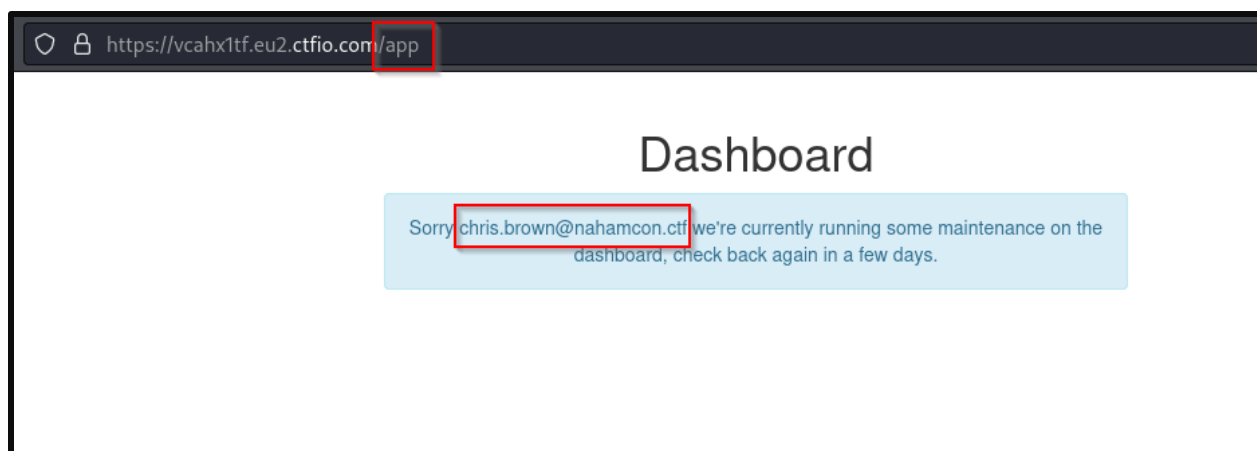 https://vcahx1tf.eu2.ctfio.com/app
Dashboard
Sorry chris.brown@nahamcon.ctf we're currently running some maintenance on the
dashboard, check back again in a few days.